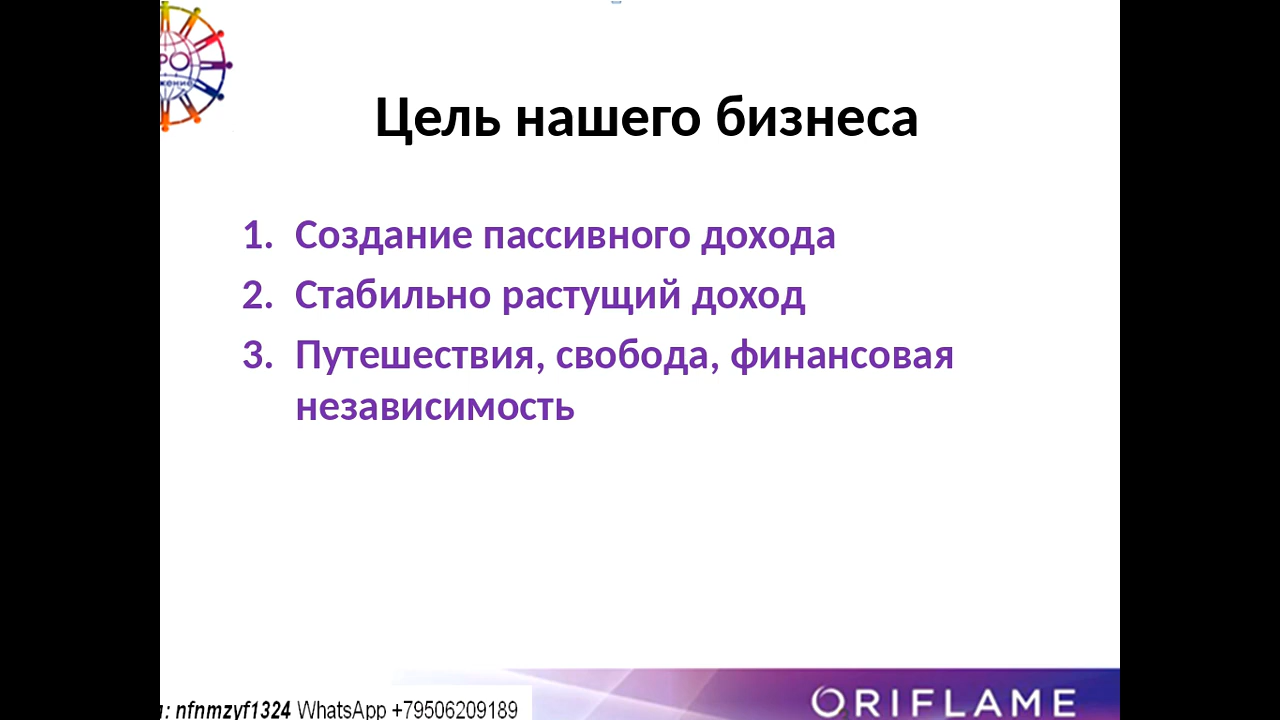 Цель нашего бизнеса
1. Создание пассивного дохода
2. Стабильно растущий доход
3. Путешествия, свобода, финансовая
независимость
nfnmzyf1324 WhatsApp +79506209189
ORIFLAME